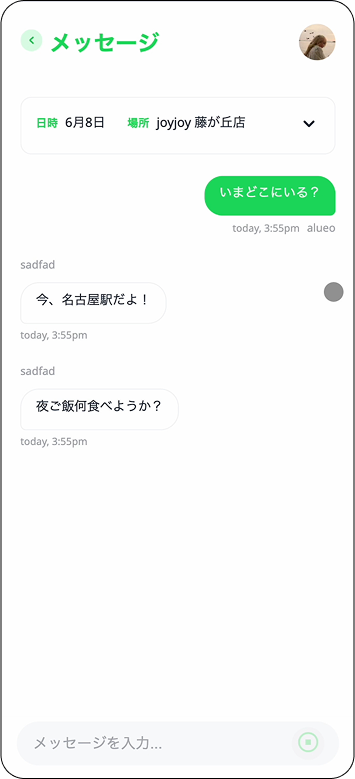 メッセージ
日時 6月8日 場所 joyjoy 藤が丘店
いまどこにいる？
today, 3:55pm alueo
sadfad
今、名古屋駅だよ！
today, 3:55pm
sadfad
夜ご飯何食べようか？
today, 3:55pm
メッセージを入力...